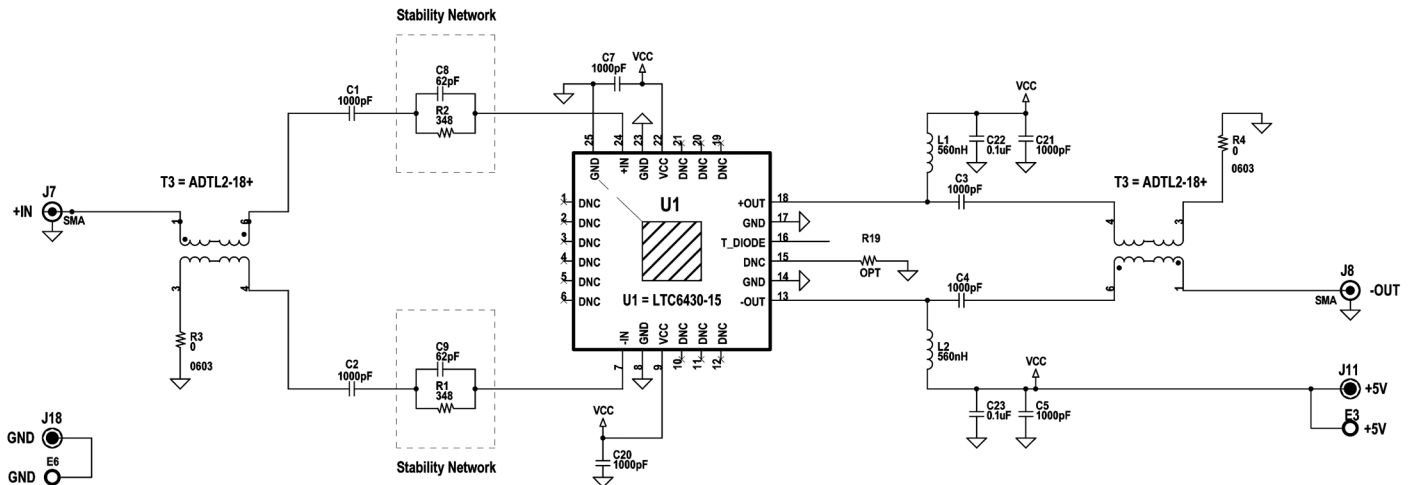 Stability Network
C7
1000pF
VCC
C8
62pF
C1
1000pF
R2
348
VCC
R4
0
0603
L1
560nH
C22
0.1uF
C21
1000pF
25
24
23
22
21
20
19
GND
+IN
GND
VCC
DNC
DNC
DNC
T3 = ADTL2-18+
C3
1000pF
T3 = ADTL2-18+
J7
+IN
SMA
1
6
1
DNC
2
DNC
3
DNC
4
DNC
5
DNC
6
DNC
U1
U1 = LTC6430-15
+OUT
18
GND
17
T_DIODE
16
DNC
15
GND
14
-OUT
13
R19
OPT
4
3
C4
1000pF
6
1
J8
SMA
-OUT
3
4
R3
0
0603
-IN
GND
VCC
DNC
DNC
DNC
7
8
9
10
11
12
C2
1000pF
C9
62pF
R1
348
L2
560nH
VCC
J11
+5V
C23
0.1uF
C5
1000pF
E3
+5V
VCC
C20
1000pF
Stability Network
J18
GND
E6
GND